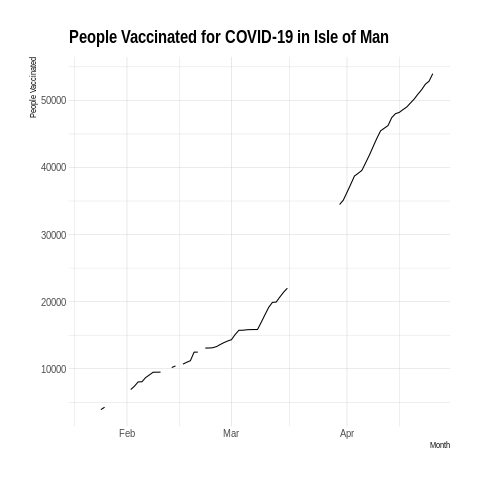 People Vaccinated for COVID-19 in Isle of Man
People Vaccinated
50000
40000
30000
20000
10000
Feb Mar Apr
Month